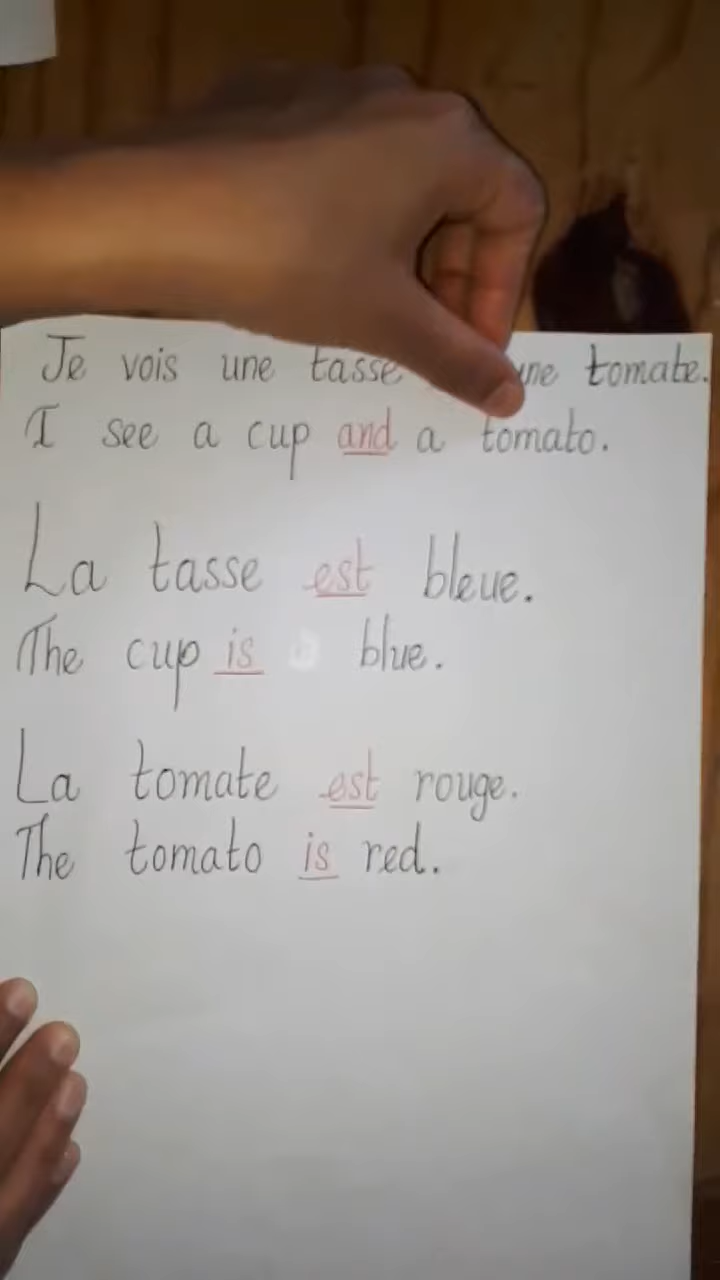 Je vois une tasse une tomate.
I see a cup and a tomato.
La tasse est bleue.
The cup is blue.
La tomate est rouge.
The tomato is red.